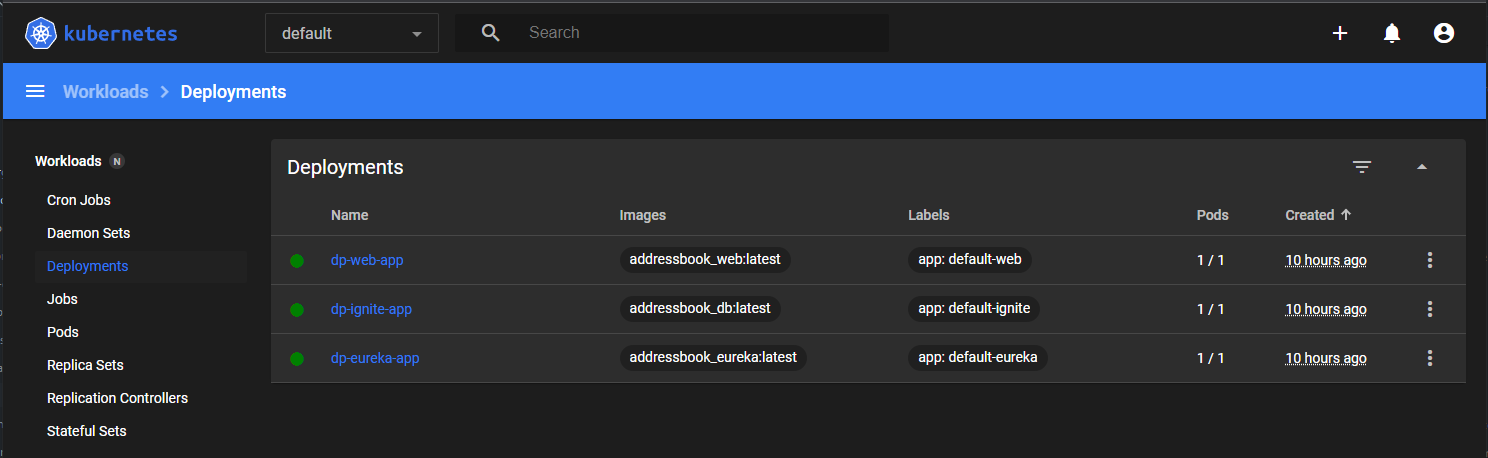 kubernetes default Search
Workloads Deployments
Workloads N
Cron Jobs
Daemon Sets
Deployments
Jobs
Pods
Replica Sets
Replication Controllers
Stateful Sets
Deployments
Name Images Labels Pods Created
dp-web-app addressbook_web:latest app: default-web 1 / 1 10 hours ago
dp-ignite-app addressbook_db:latest app: default-ignite 1 / 1 10 hours ago
dp-eureka-app addressbook_eureka:latest app: default-eureka 1 / 1 10 hours ago